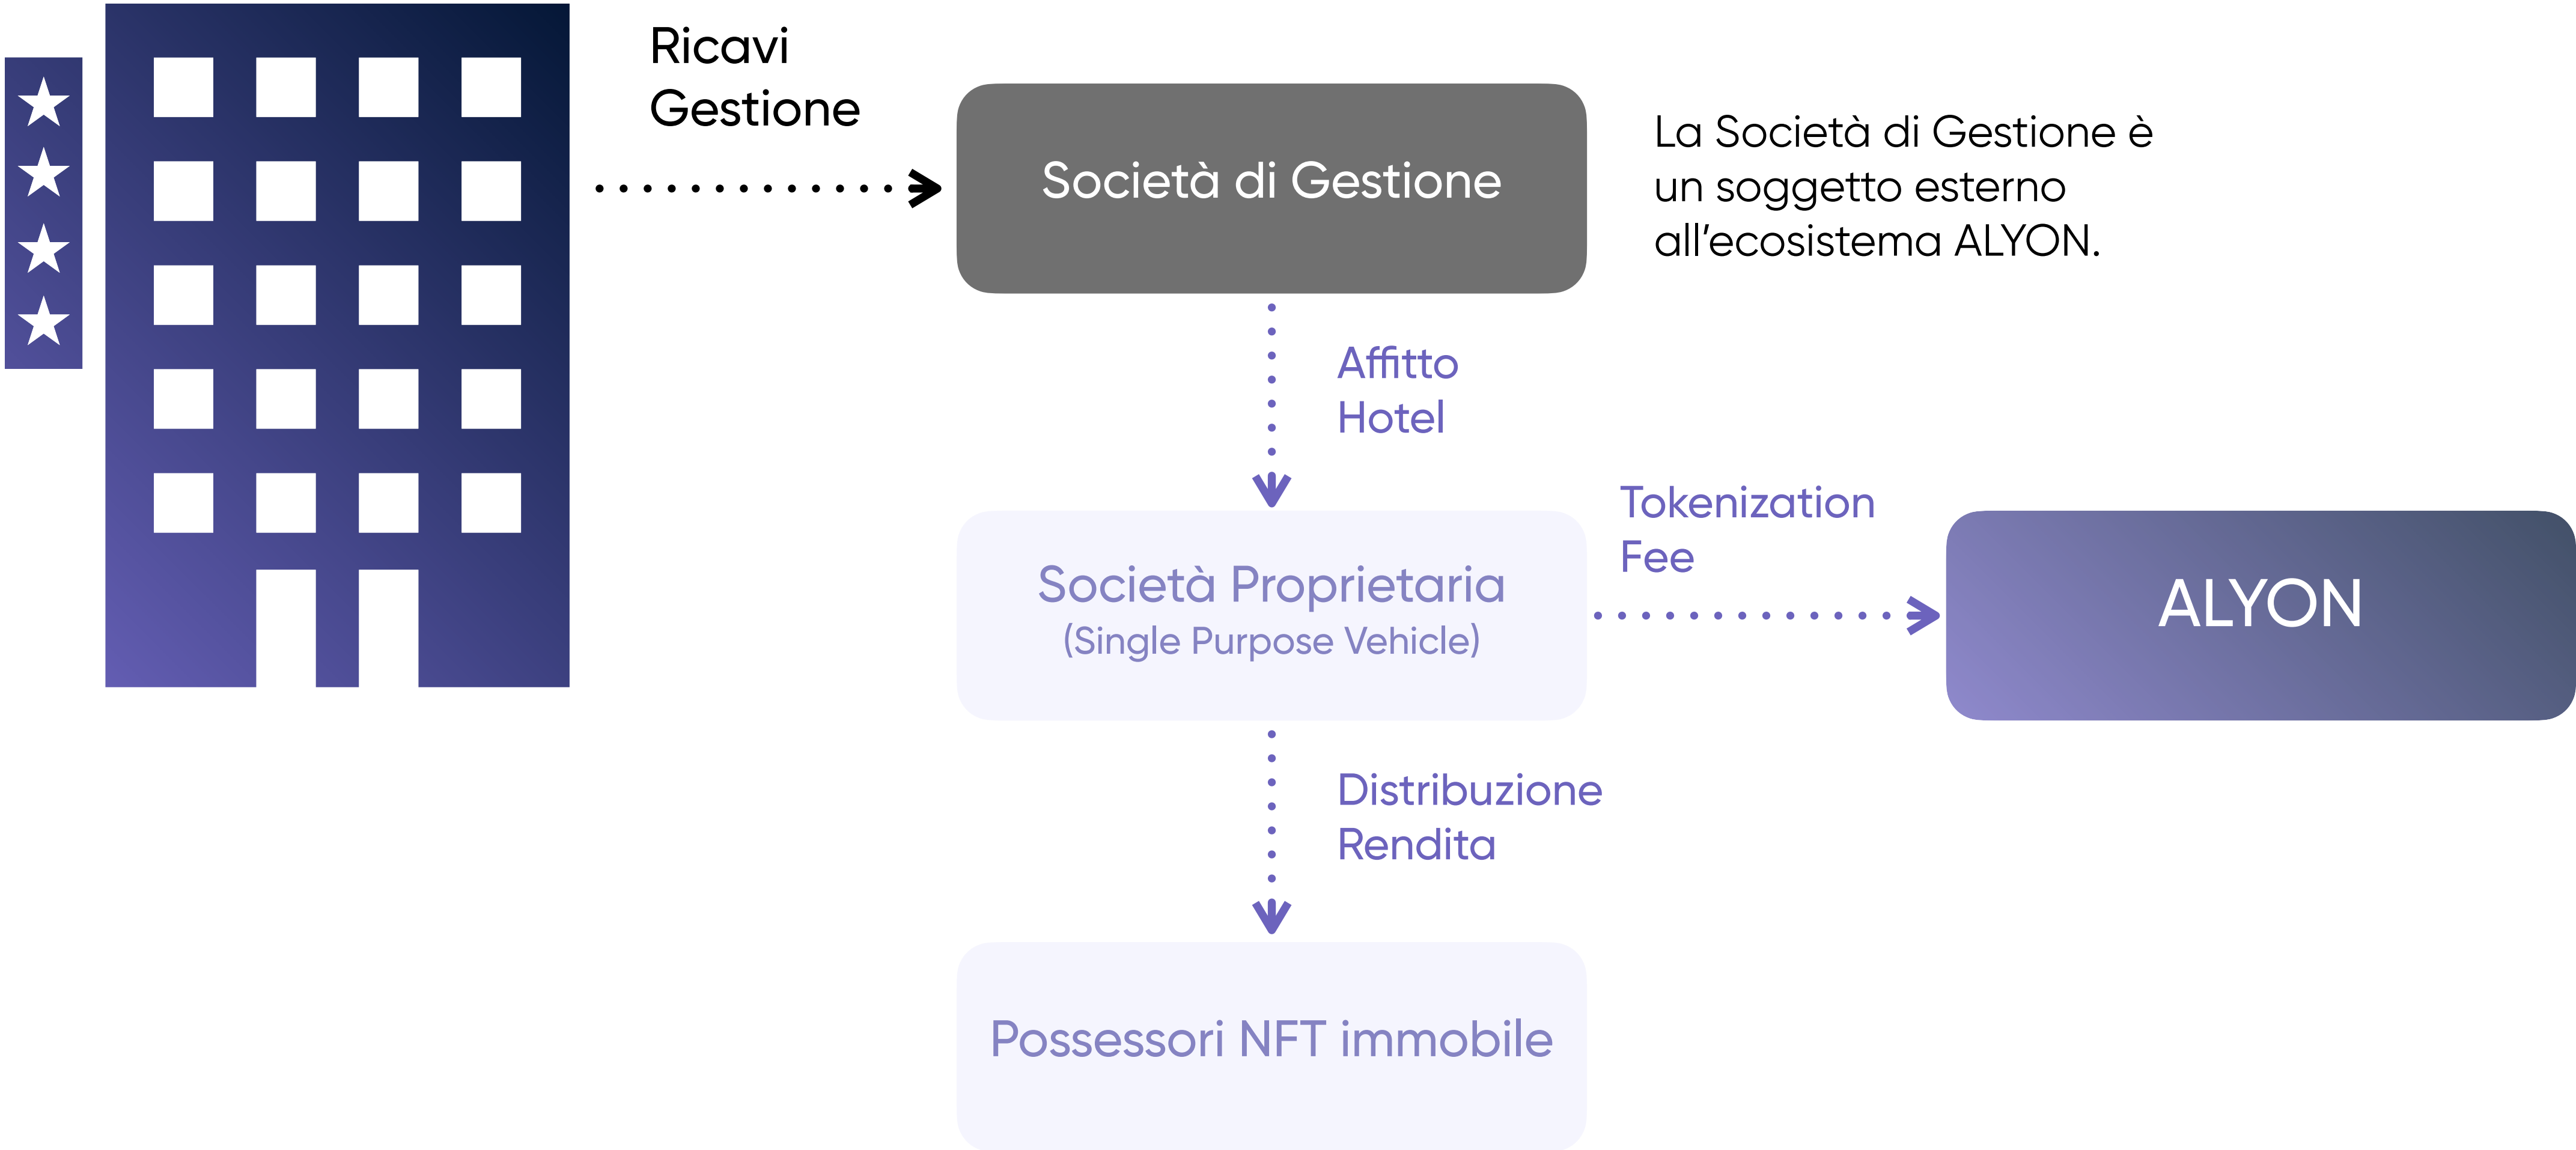 Ricavi
Gestione
Società di Gestione
La Società di Gestione è
un soggetto esterno
all’ecosistema ALYON.
Affitto
Hotel
Società Proprietaria
(Single Purpose Vehicle)
Tokenization
Fee
ALYON
Distribuzione
Rendita
Possessori NFT immobile